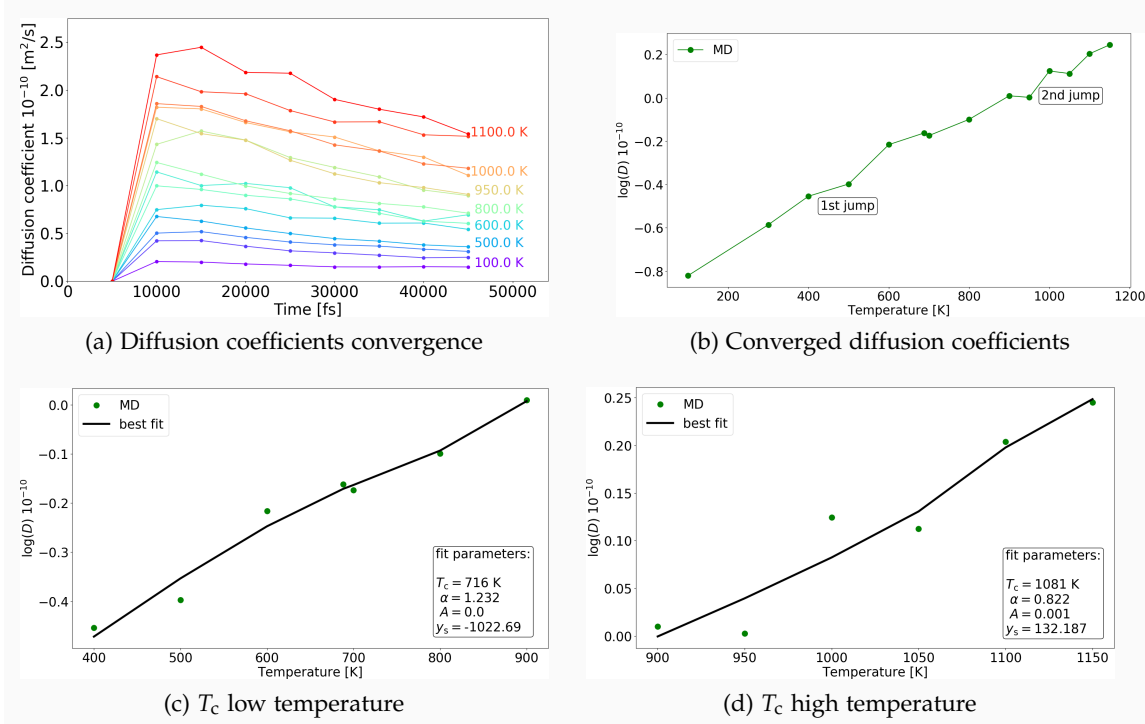 Diffusion coefficient 10⁻¹⁰ [m²/s]
2.5
2.0
1.5
1.0
0.5
0.0
1100.0 K
1000.0 K
950.0 K
800.0 K
600.0 K
500.0 K
100.0 K
0 10000 20000 30000 40000 50000
Time [fs]
(a) Diffusion coefficients convergence
log(D) 10⁻¹⁰
0.2
0.0
−0.2
−0.4
−0.6
−0.8
MD
2nd jump
1st jump
200 400 600 800 1000 1200
Temperature [K]
(b) Converged diffusion coefficients
log(D) 10⁻¹⁰
0.0
−0.1
−0.2
−0.3
−0.4
MD
best fit
fit parameters:
T_c = 716 K
α = 1.232
A = 0.0
y_s = -1022.69
400 500 600 700 800 900
Temperature [K]
(c) T_c low temperature
log(D) 10⁻¹⁰
0.25
0.20
0.15
0.10
0.05
0.00
MD
best fit
fit parameters:
T_c = 1081 K
α = 0.822
A = 0.001
y_s = 132.187
900 950 1000 1050 1100 1150
Temperature [K]
(d) T_c high temperature